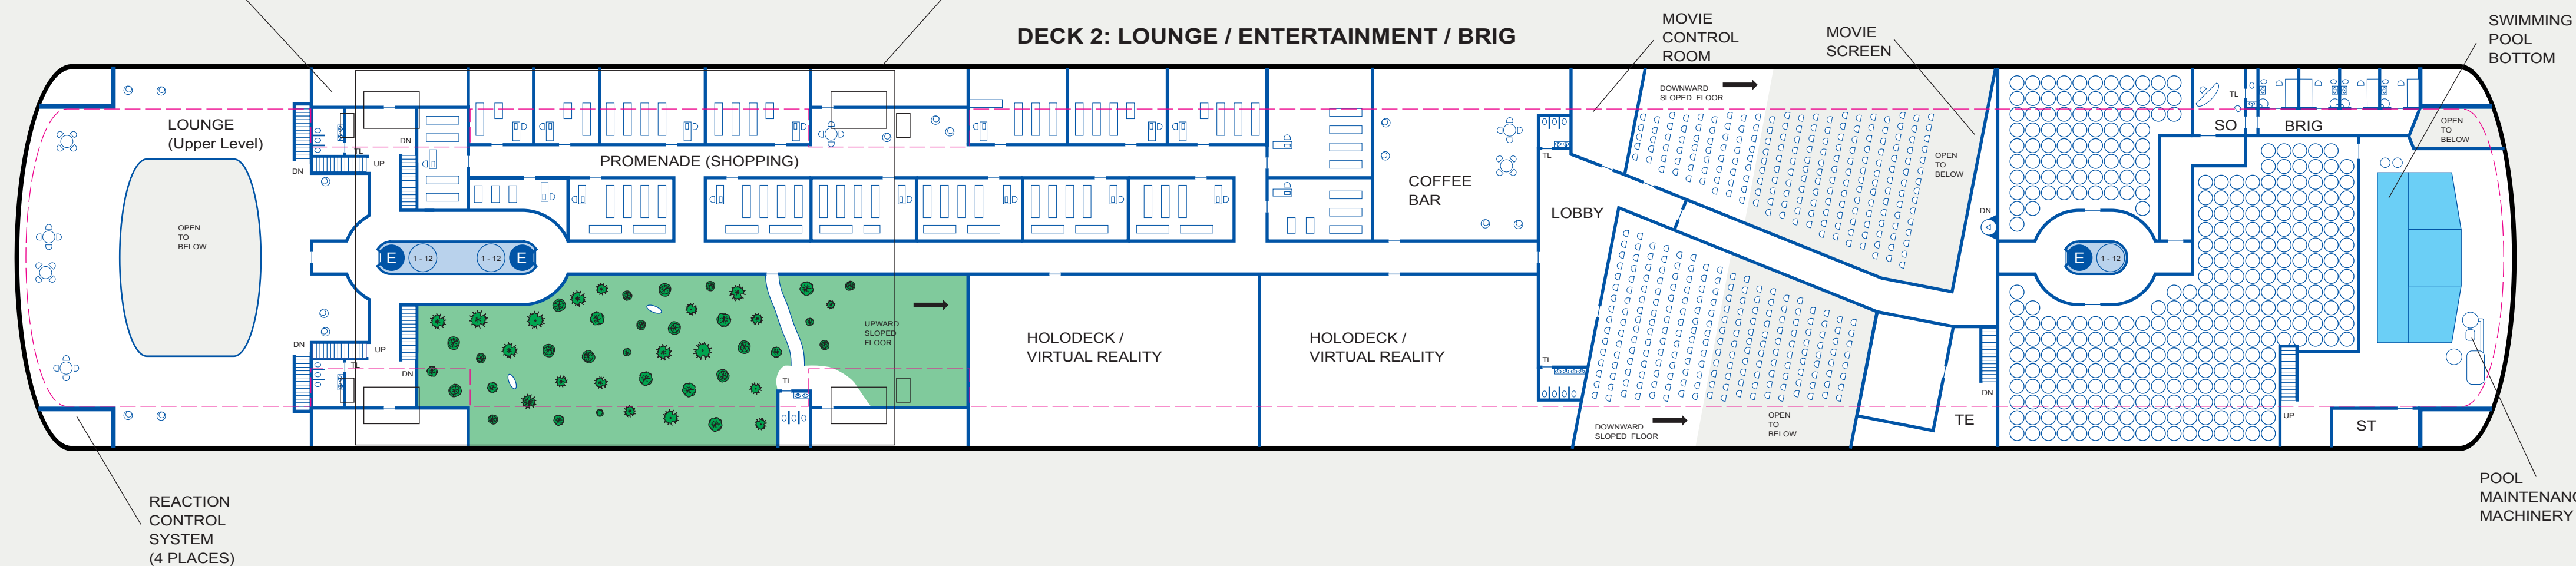 DECK 2: LOUNGE / ENTERTAINMENT / BRIG
MOVIE
CONTROL
ROOM
MOVIE
SCREEN
SWIMMING
POOL
BOTTOM
LOUNGE
(Upper Level)
OPEN
TO
BELOW
DN
TL
UP
DN
PROMENADE (SHOPPING)
E
1 - 12
1 - 12
E
DN
UP
TL
DN
UPWARD
SLOPED
FLOOR
TL
HOLODECK /
VIRTUAL REALITY
HOLODECK /
VIRTUAL REALITY
COFFEE
BAR
TL
LOBBY
TL
DOWNWARD
SLOPED FLOOR
OPEN
TO
BELOW
DOWNWARD
SLOPED FLOOR
OPEN
TO
BELOW
DN
DN
TE
E
1 - 12
TL
SO
BRIG
OPEN
TO
BELOW
UP
ST
REACTION
CONTROL
SYSTEM
(4 PLACES)
POOL
MAINTENANC
MACHINERY